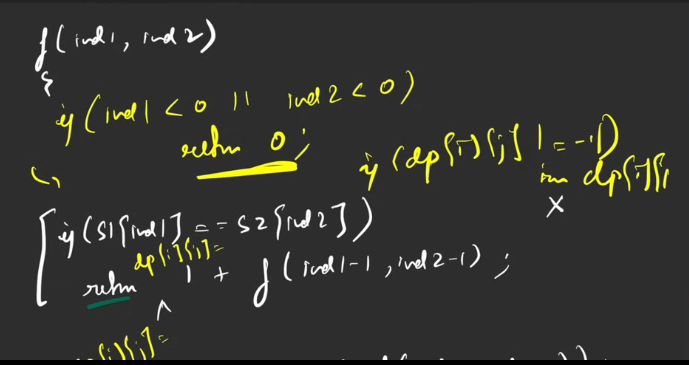 f(ind1, ind2)
{
if(ind1 < 0 || ind2 < 0)
return 0;
if(dp[i][j] != -1)
dp[i][j]
[if(S1[ind1] == S2[ind2])
dp[i][j] =
return 1 + f(ind1-1, ind2-1);